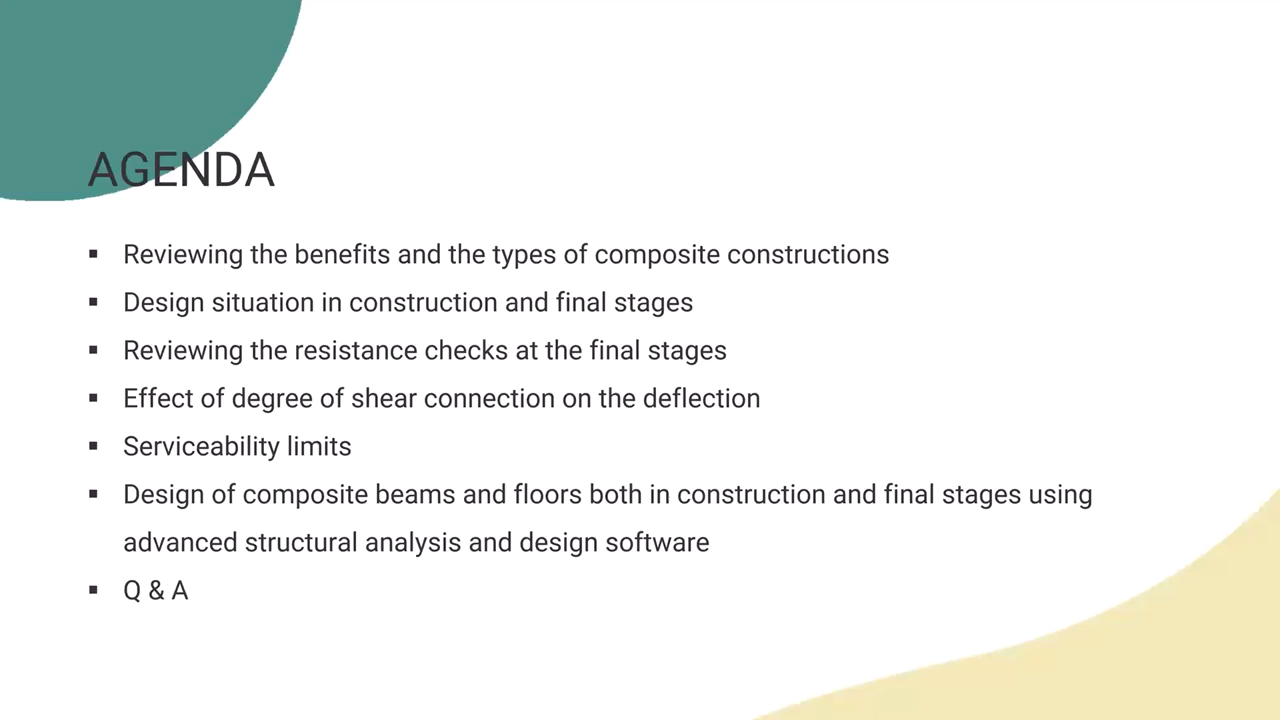 AGENDA
▪ Reviewing the benefits and the types of composite constructions
▪ Design situation in construction and final stages
▪ Reviewing the resistance checks at the final stages
▪ Effect of degree of shear connection on the deflection
▪ Serviceability limits
▪ Design of composite beams and floors both in construction and final stages using
advanced structural analysis and design software
▪ Q & A